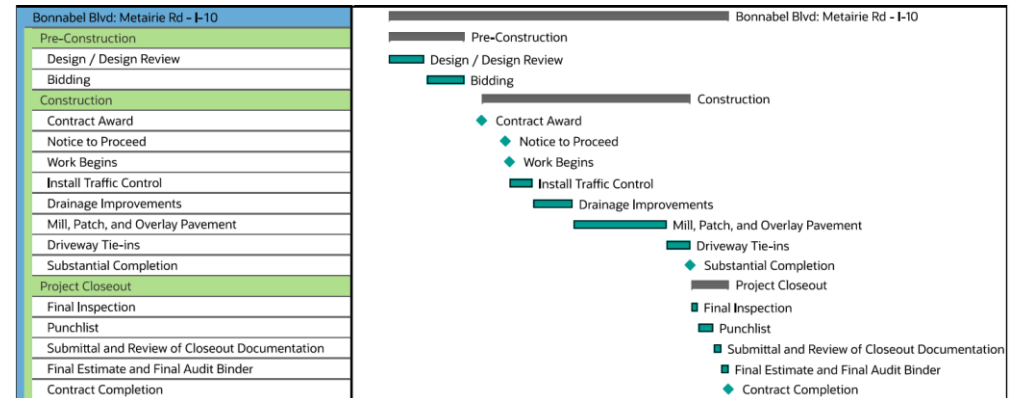 Bonnabel Blvd: Metairie Rd - I-10 Bonnabel Blvd: Metairie Rd - I-10
Pre-Construction Pre-Construction
Design / Design Review Design / Design Review
Bidding Bidding
Construction Construction
Contract Award Contract Award
Notice to Proceed Notice to Proceed
Work Begins Work Begins
Install Traffic Control Install Traffic Control
Drainage Improvements Drainage Improvements
Mill, Patch, and Overlay Pavement Mill, Patch, and Overlay Pavement
Driveway Tie-ins Driveway Tie-ins
Substantial Completion Substantial Completion
Project Closeout Project Closeout
Final Inspection Final Inspection
Punchlist Punchlist
Submittal and Review of Closeout Documentation Submittal and Review of Closeout Documentation
Final Estimate and Final Audit Binder Final Estimate and Final Audit Binder
Contract Completion Contract Completion